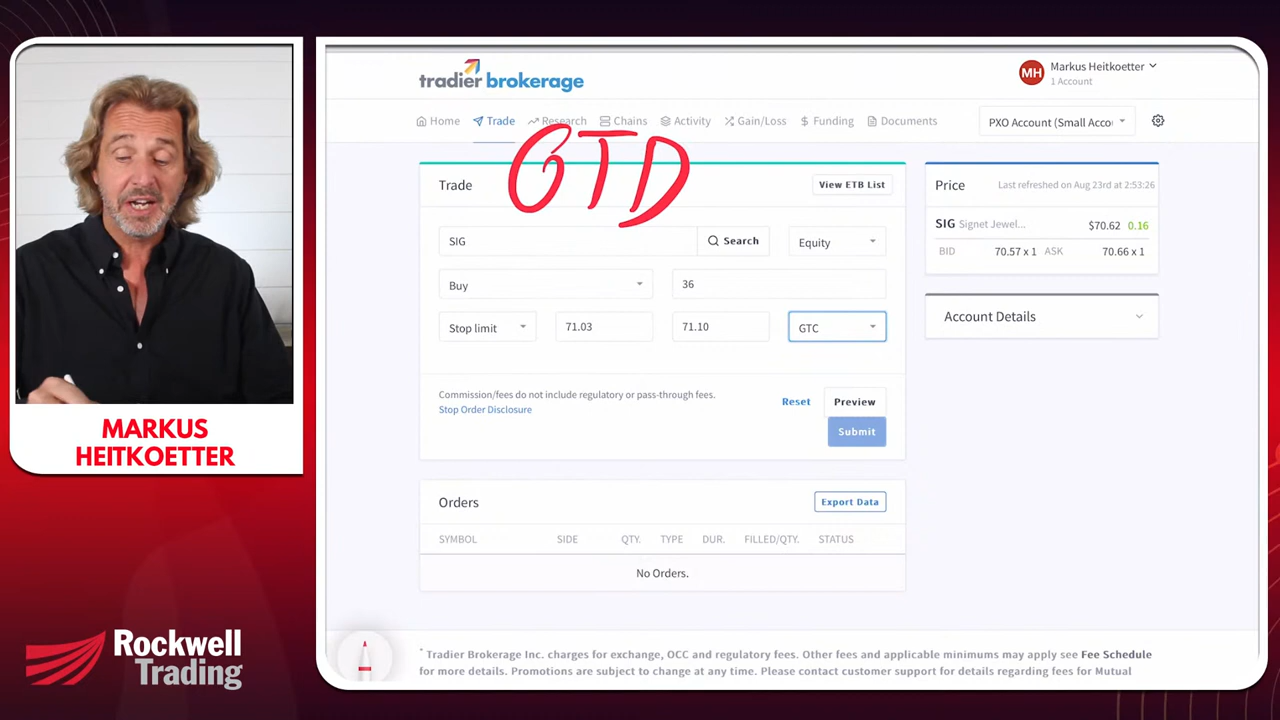 tradier brokerage
MH Markus Heitkoetter
1 Account
Home Trade Research Chains Activity Gain/Loss $ Funding Documents PXO Account (Small Acco
GTD
Trade View ETB List
SIG Search Equity
Buy 36
Stop limit 71.03 71.10 GTC
Commission/fees do not include regulatory or pass-through fees.
Stop Order Disclosure
Reset Preview
Submit
Price Last refreshed on Aug 23rd at 2:53:26
SIG Signet Jewel... $70.62 0.16
BID 70.57 x 1 ASK 70.66 x 1
Account Details
Orders Export Data
SYMBOL SIDE QTY. TYPE DUR. FILLED/QTY. STATUS
No Orders.
* Tradier Brokerage Inc. charges for exchange, OCC and regulatory fees. Other fees and applicable minimums may apply see Fee Schedule
for more details. Promotions are subject to change at any time. Please contact customer support for details regarding fees for Mutual
MARKUS
HEITKOETTER
Rockwell
Trading